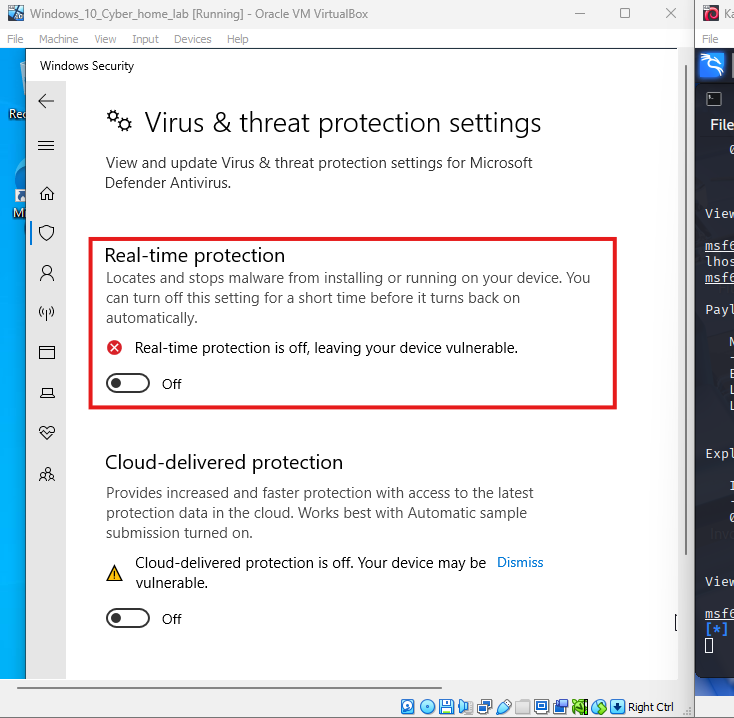 Windows_10_Cyber_home_lab [Running] - Oracle VM VirtualBox
File Machine View Input Devices Help
Windows Security
Virus & threat protection settings
View and update Virus & threat protection settings for Microsoft
Defender Antivirus.
Real-time protection
Locates and stops malware from installing or running on your device. You
can turn off this setting for a short time before it turns back on
automatically.
Real-time protection is off, leaving your device vulnerable.
Off
Cloud-delivered protection
Provides increased and faster protection with access to the latest
protection data in the cloud. Works best with Automatic sample
submission turned on.
Cloud-delivered protection is off. Your device may be Dismiss
vulnerable.
Off
Right Ctrl
File
File
View
msf6
lhos
msf6
Payl
Expl
View
msf6
[*]